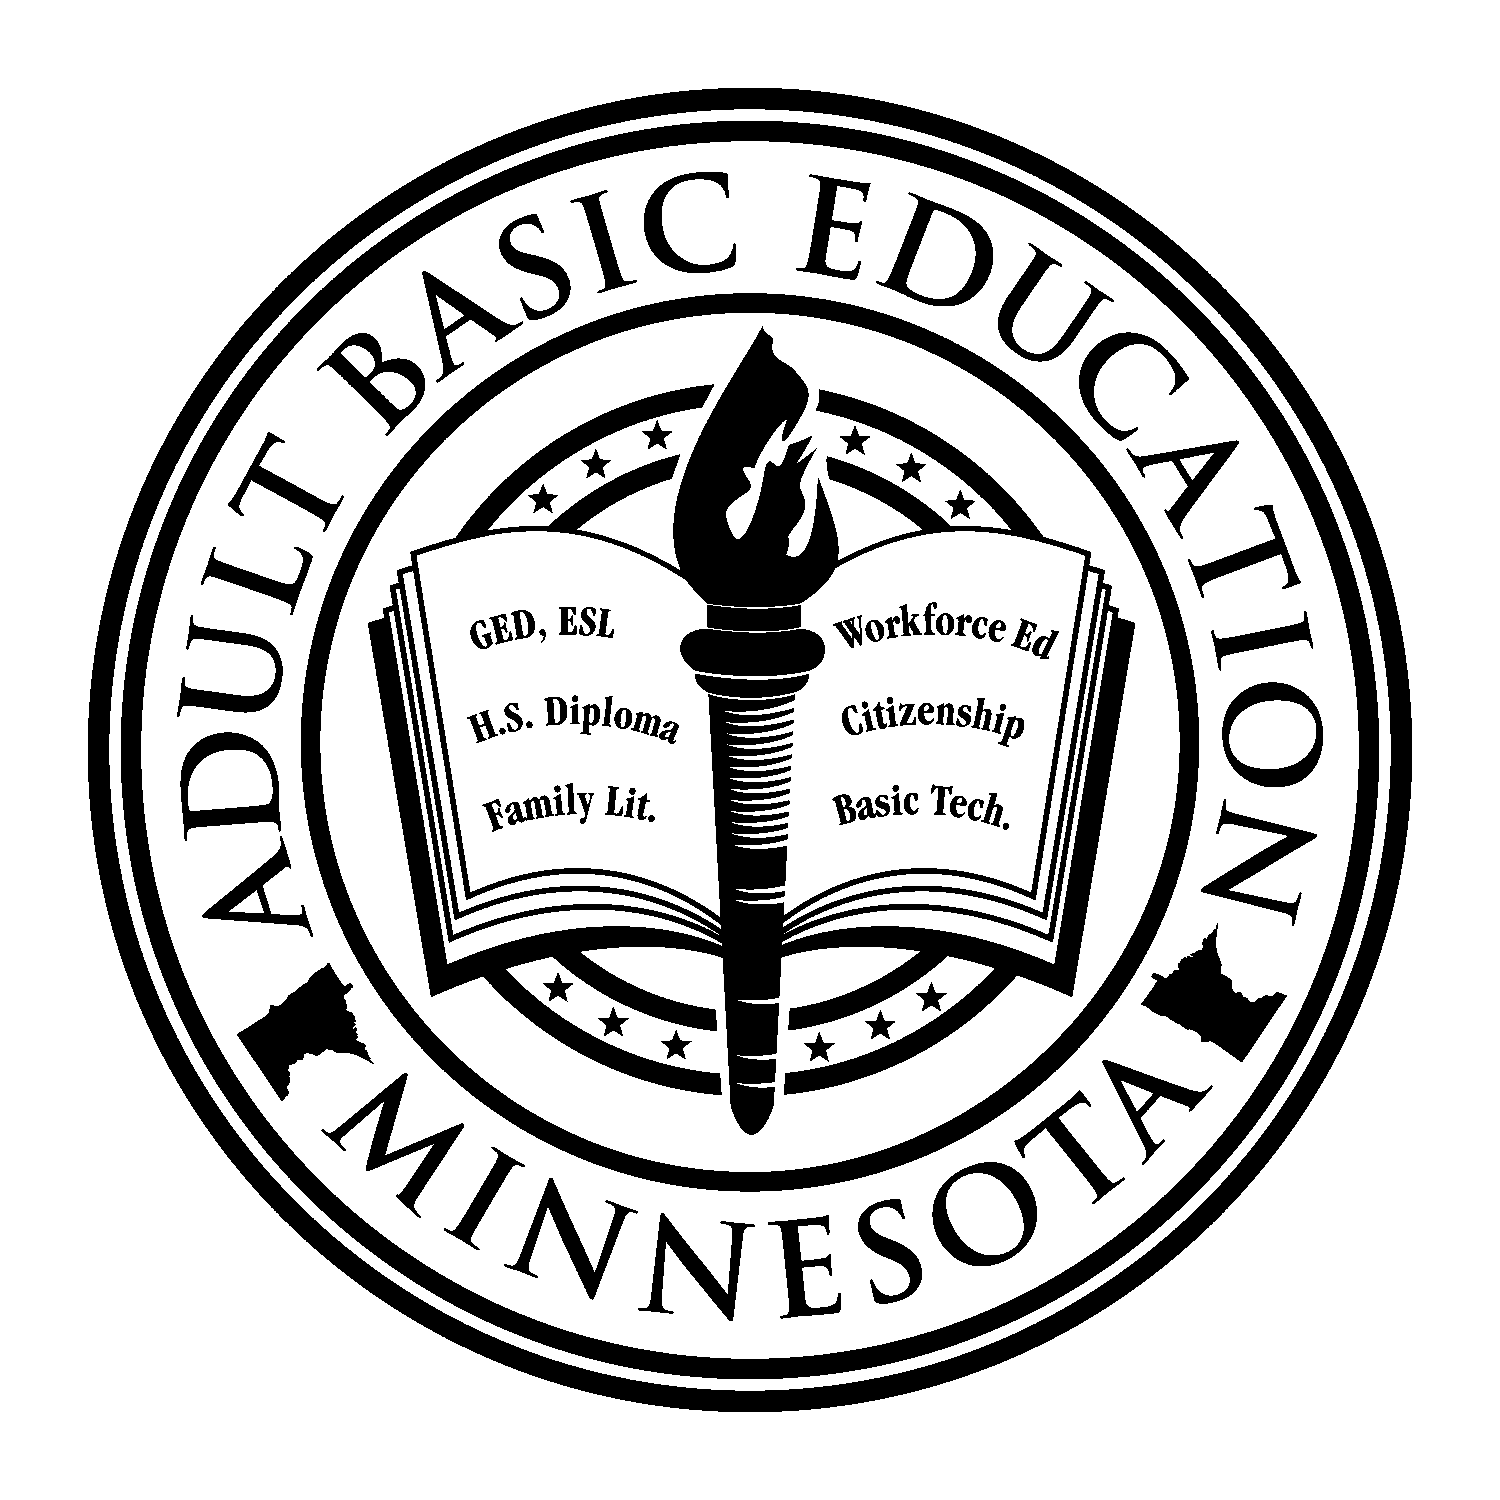 ADULT BASIC EDUCATION
GED, ESL
H.S. Diploma
Family Lit.
Workforce Ed
Citizenship
Basic Tech.
MINNESOTA